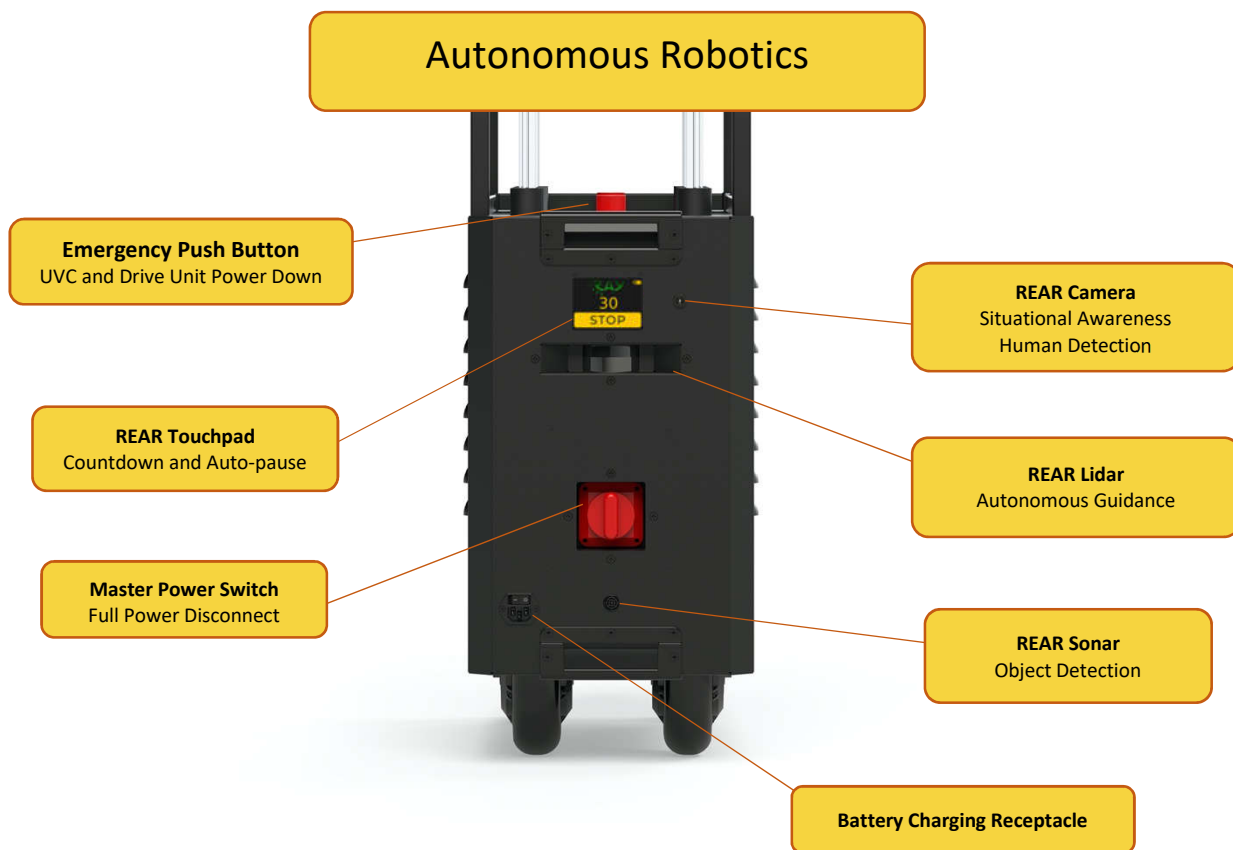 Autonomous Robotics
Emergency Push Button
UVC and Drive Unit Power Down
REAR Touchpad
Countdown and Auto-pause
Master Power Switch
Full Power Disconnect
30
STOP
REAR Camera
Situational Awareness
Human Detection
REAR Lidar
Autonomous Guidance
REAR Sonar
Object Detection
Battery Charging Receptacle